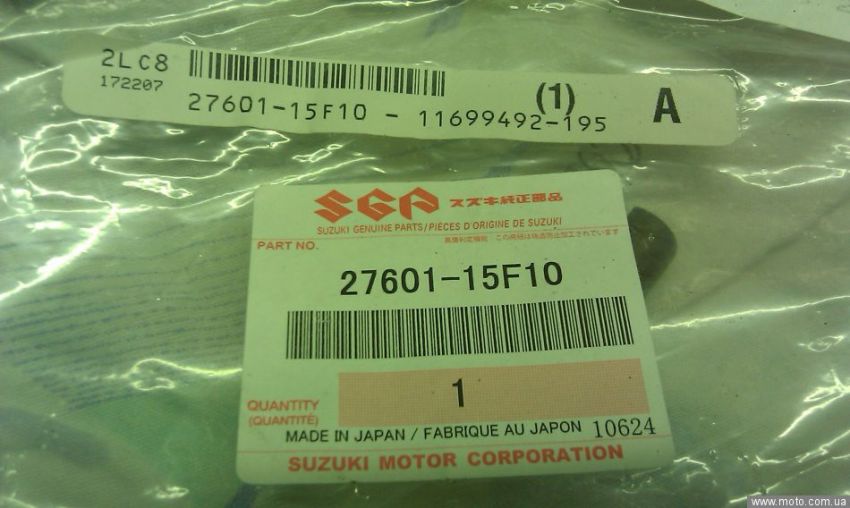 2LC8
172207
27601-15F10 - 11699492-195
(1)
A
SGP スズキ純正部品
SUZUKI GENUINE PARTS/PIÈCES D'ORIGINE DE SUZUKI
PART NO.
27601-15F10
1
QUANTITY
(QUANTITÉ)
MADE IN JAPAN / FABRIQUE AU JAPON 10624
SUZUKI MOTOR CORPORATION
www.moto.com.ua